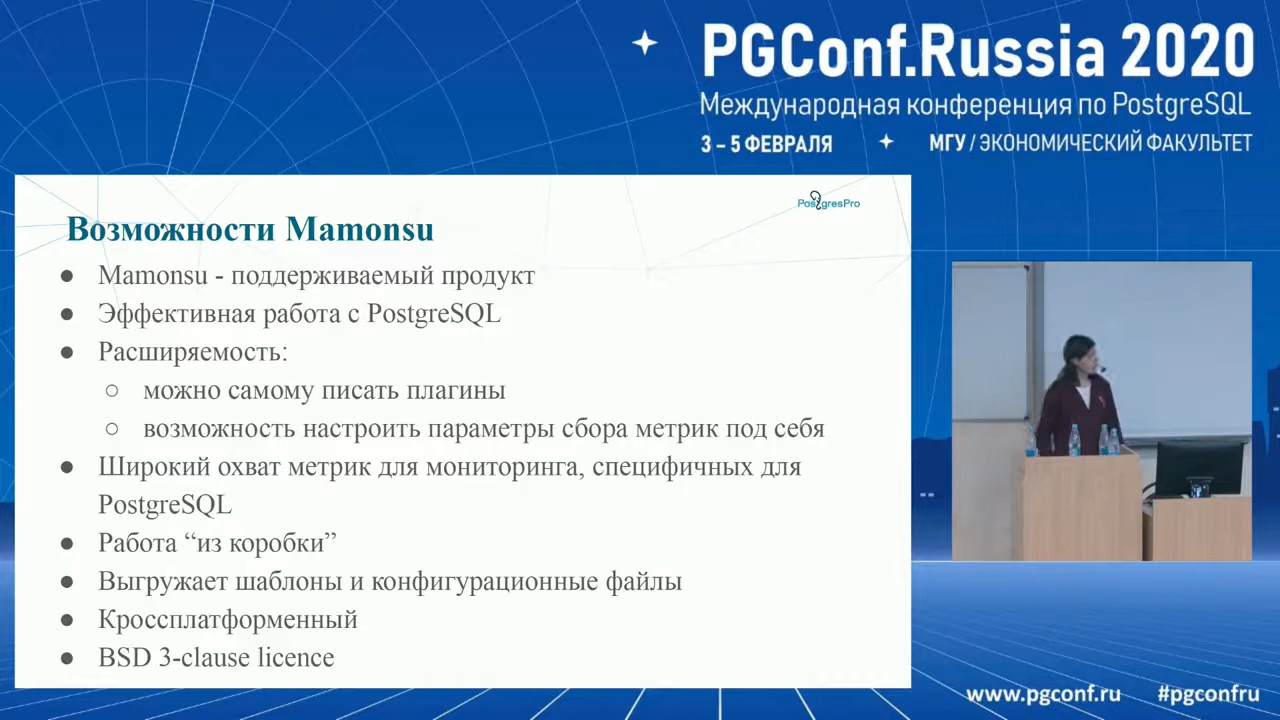 PGConf.Russia 2020
Международная конференция по PostgreSQL
3 – 5 ФЕВРАЛЯ
МГУ / ЭКОНОМИЧЕСКИЙ ФАКУЛЬТЕТ
PostgresPro
Возможности Mamonsu
● Mamonsu - поддерживаемый продукт
● Эффективная работа с PostgreSQL
● Расширяемость:
○ можно самому писать плагины
○ возможность настроить параметры сбора метрик под себя
● Широкий охват метрик для мониторинга, специфичных для
PostgreSQL
● Работа “из коробки”
● Выгружает шаблоны и конфигурационные файлы
● Кроссплатформенный
● BSD 3-clause licence
www.pgconf.ru
#pgconfru